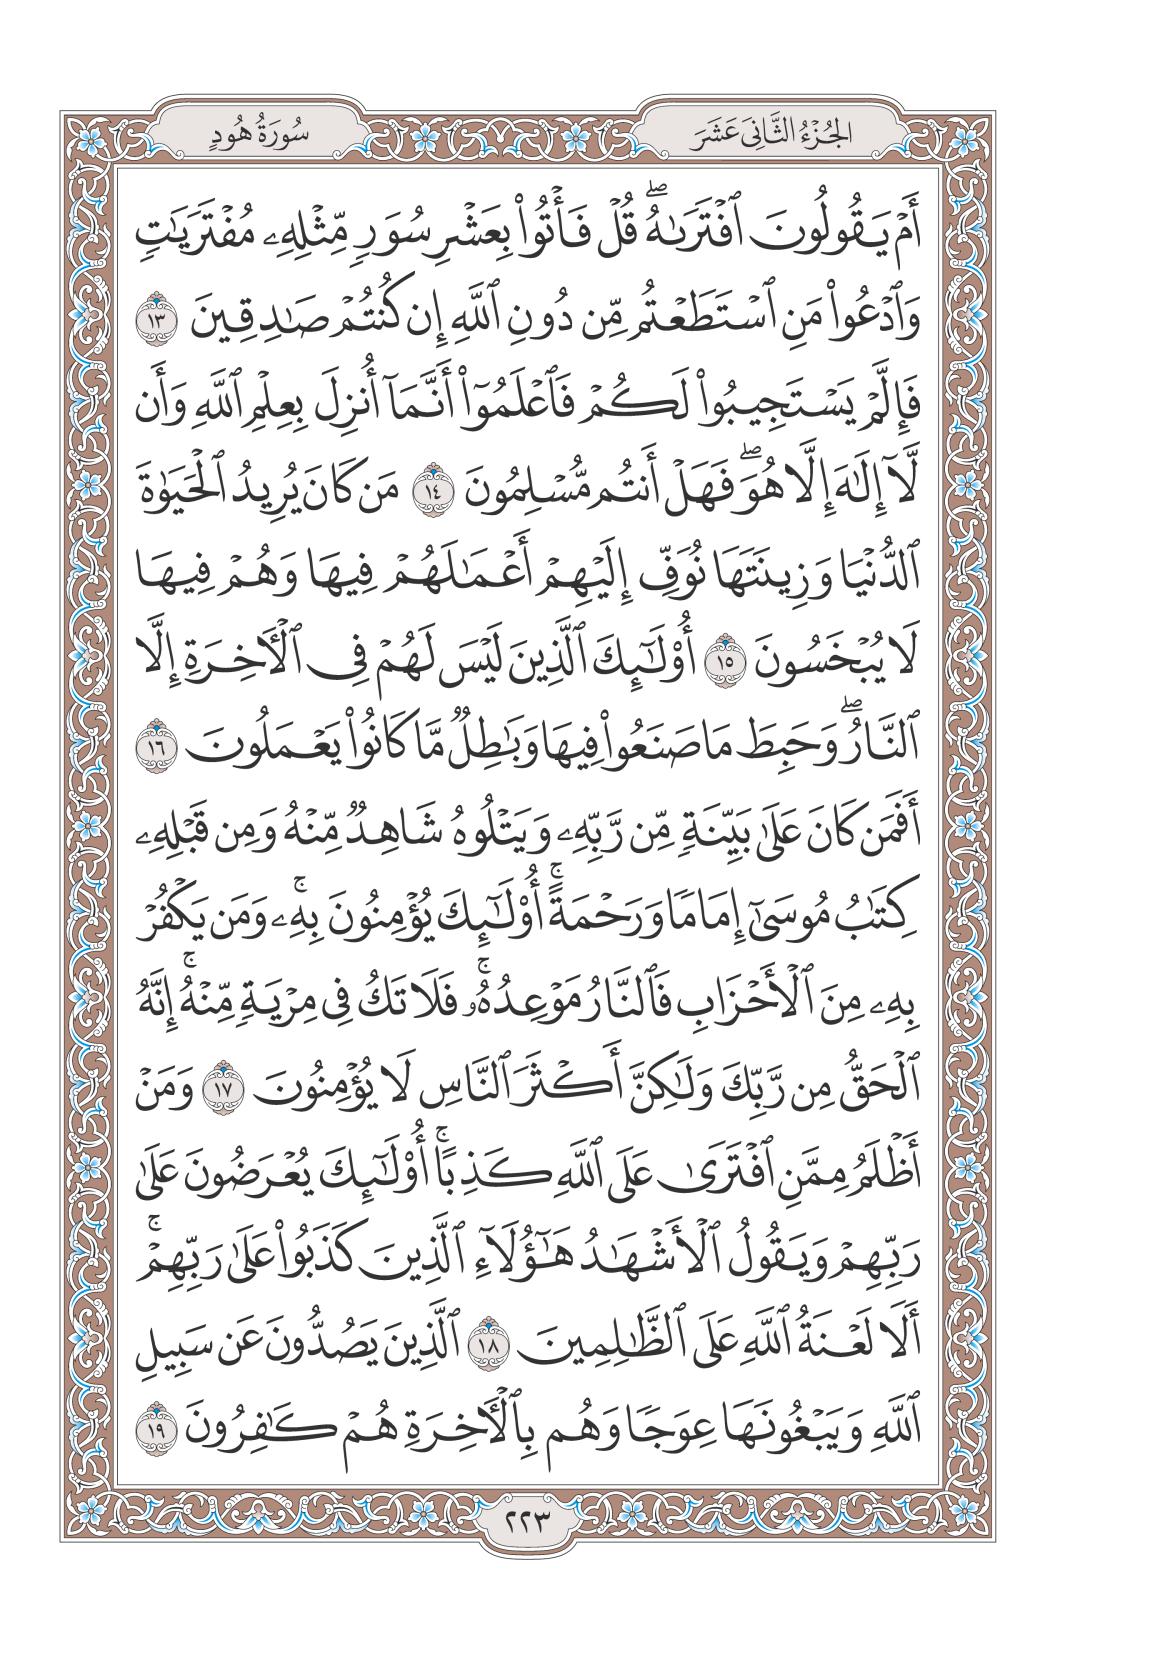 الجُزْءُ الثَّانِىَ عَشَرَ
سُورَةُ هُودٍ
أَمۡ يَقُولُونَ ٱفۡتَرَىٰهُۖ قُلۡ فَأۡتُواْ بِعَشۡرِ سُوَرٖ مِّثۡلِهِۦ مُفۡتَرَيَٰتٖ
وَٱدۡعُواْ مَنِ ٱسۡتَطَعۡتُم مِّن دُونِ ٱللَّهِ إِن كُنتُمۡ صَٰدِقِينَ ١٣
فَإِلَّمۡ يَسۡتَجِيبُواْ لَكُمۡ فَٱعۡلَمُوٓاْ أَنَّمَآ أُنزِلَ بِعِلۡمِ ٱللَّهِ وَأَن
لَّآ إِلَٰهَ إِلَّا هُوَۖ فَهَلۡ أَنتُم مُّسۡلِمُونَ ١٤ مَن كَانَ يُرِيدُ ٱلۡحَيَوٰةَ
ٱلدُّنۡيَا وَزِينَتَهَا نُوَفِّ إِلَيۡهِمۡ أَعۡمَٰلَهُمۡ فِيهَا وَهُمۡ فِيهَا
لَا يُبۡخَسُونَ ١٥ أُوْلَٰٓئِكَ ٱلَّذِينَ لَيۡسَ لَهُمۡ فِي ٱلۡأٓخِرَةِ إِلَّا
ٱلنَّارُۖ وَحَبِطَ مَا صَنَعُواْ فِيهَا وَبَٰطِلٞ مَّا كَانُواْ يَعۡمَلُونَ ١٦
أَفَمَن كَانَ عَلَىٰ بَيِّنَةٖ مِّن رَّبِّهِۦ وَيَتۡلُوهُ شَاهِدٞ مِّنۡهُ وَمِن قَبۡلِهِۦ
كِتَٰبُ مُوسَىٰٓ إِمَامٗا وَرَحۡمَةًۚ أُوْلَٰٓئِكَ يُؤۡمِنُونَ بِهِۦۚ وَمَن يَكۡفُرۡ
بِهِۦ مِنَ ٱلۡأَحۡزَابِ فَٱلنَّارُ مَوۡعِدُهُۥۚ فَلَا تَكُ فِي مِرۡيَةٖ مِّنۡهُۚ إِنَّهُ
ٱلۡحَقُّ مِن رَّبِّكَ وَلَٰكِنَّ أَكۡثَرَ ٱلنَّاسِ لَا يُؤۡمِنُونَ ١٧ وَمَنۡ
أَظۡلَمُ مِمَّنِ ٱفۡتَرَىٰ عَلَى ٱللَّهِ كَذِبًاۚ أُوْلَٰٓئِكَ يُعۡرَضُونَ عَلَىٰ
رَبِّهِمۡ وَيَقُولُ ٱلۡأَشۡهَٰدُ هَٰٓؤُلَآءِ ٱلَّذِينَ كَذَبُواْ عَلَىٰ رَبِّهِمۡۚ
أَلَا لَعۡنَةُ ٱللَّهِ عَلَى ٱلظَّٰلِمِينَ ١٨ ٱلَّذِينَ يَصُدُّونَ عَن سَبِيلِ
ٱللَّهِ وَيَبۡغُونَهَا عِوَجٗا وَهُم بِٱلۡأٓخِرَةِ هُمۡ كَٰفِرُونَ ١٩
٢٢٣